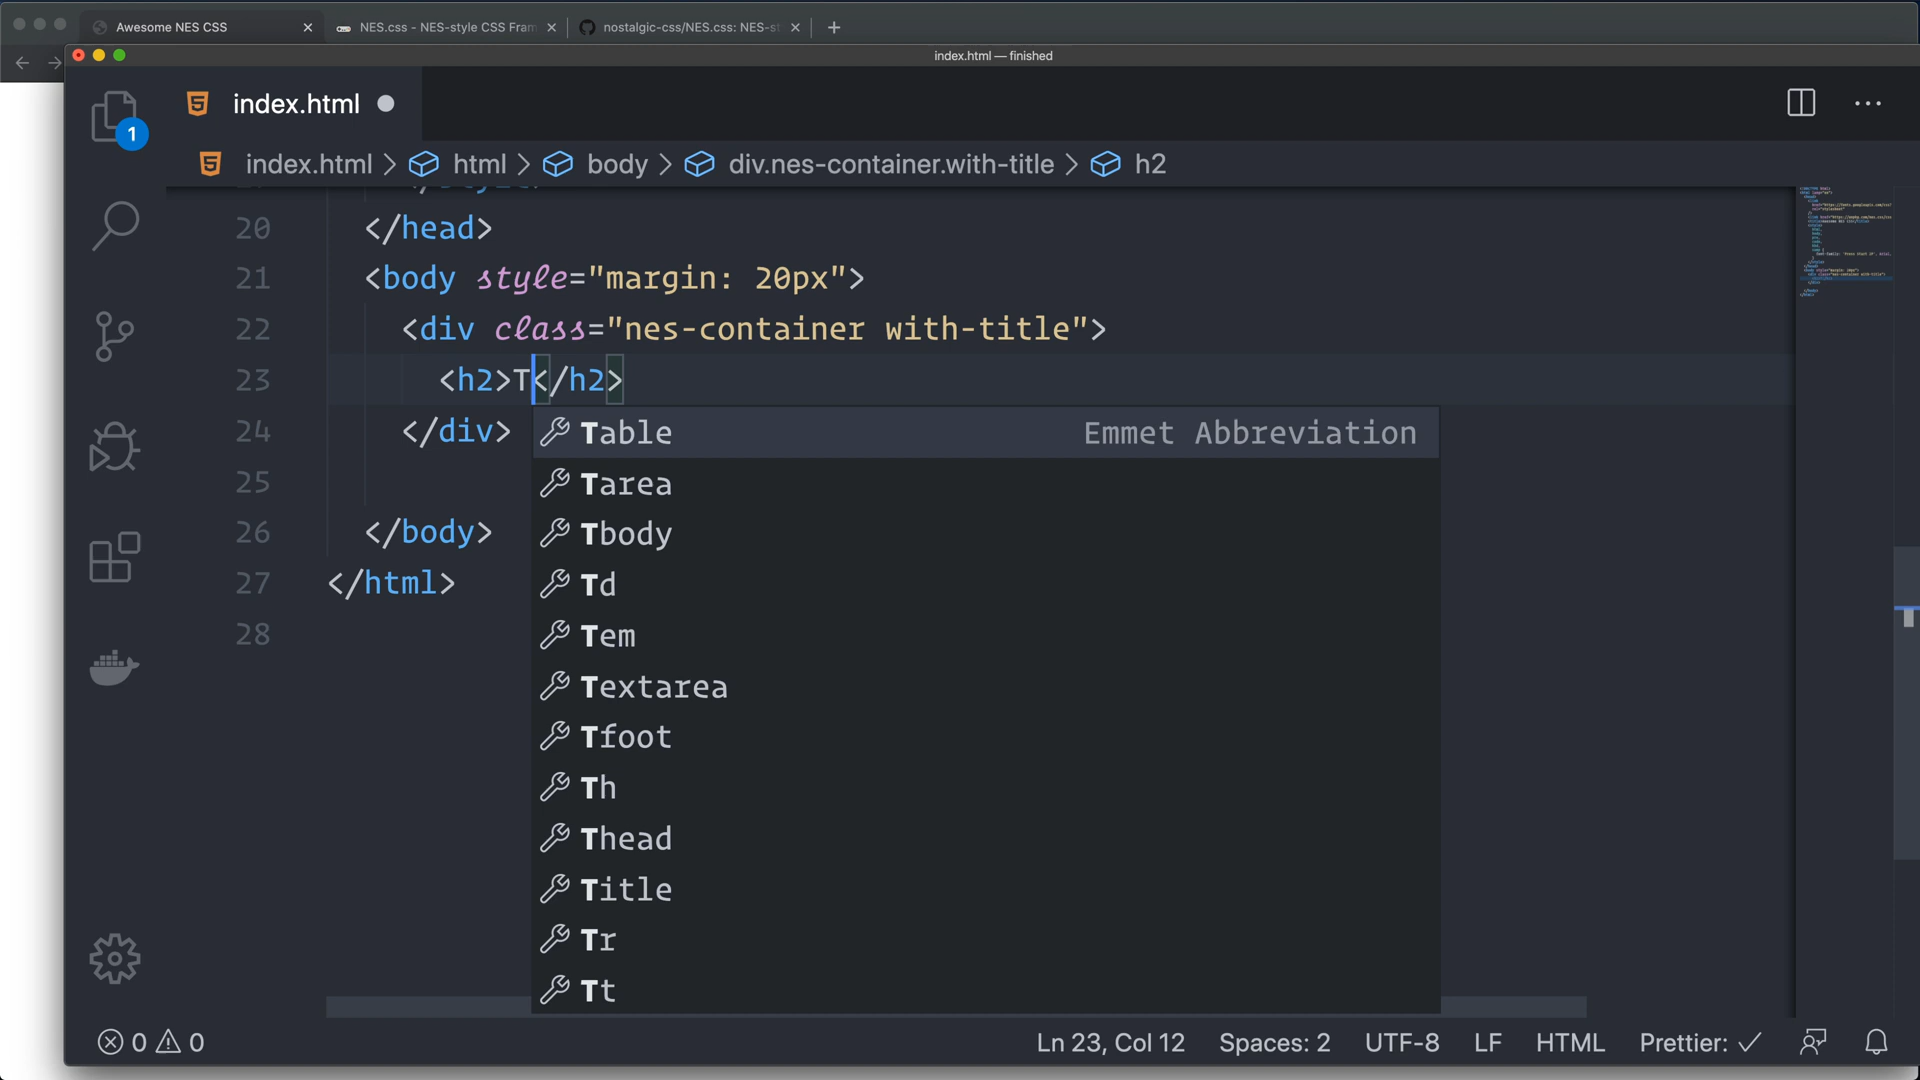 Awesome NES CSS
NES.css - NES-style CSS Fram
nostalgic-css/NES.css: NES-st
index.html — finished
index.html
1
index.html > html > body > div.nes-container.with-title > h2
20 </head>
21 <body style="margin: 20px">
22 <div class="nes-container with-title">
23 <h2>T</h2>
24 </div>
25
26 </body>
27 </html>
28
Table Emmet Abbreviation
Tarea
Tbody
Td
Tem
Textarea
Tfoot
Th
Thead
Title
Tr
Tt
0 0 Ln 23, Col 12 Spaces: 2 UTF-8 LF HTML Prettier: ✓